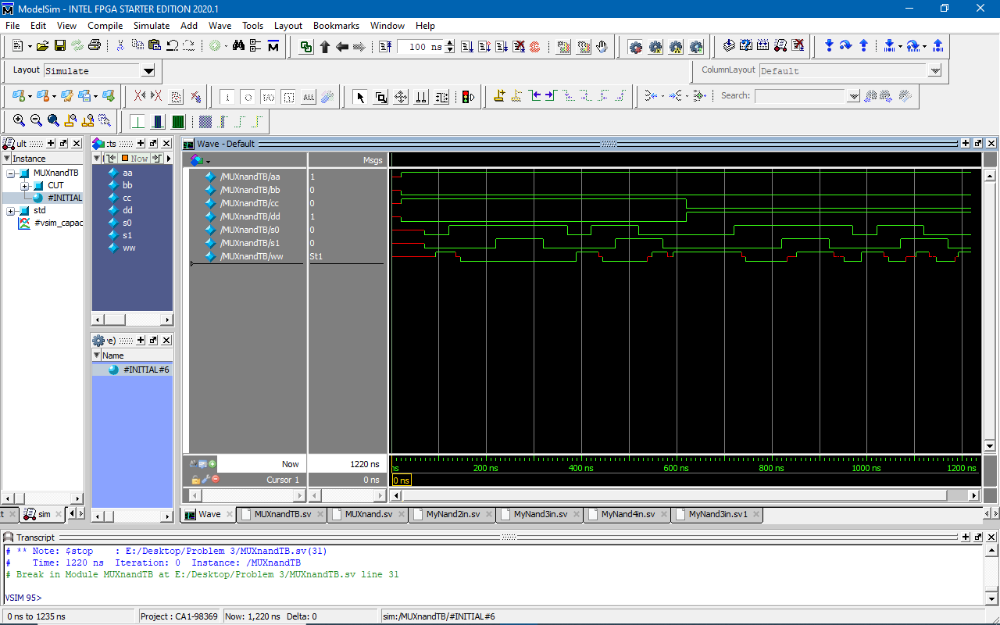 ModelSim - INTEL FPGA STARTER EDITION 2020.1
File Edit View Compile Simulate Add Wave Tools Layout Bookmarks Window Help
100 ns
Layout Simulate
ColumnLayout Default
Search:
ult
Instance
MUXnandTB
CUT
#INITIAL
std
#vsim_capac
:ts
Now
aa
bb
cc
dd
s0
s1
ww
Name
#INITIAL#6
Wave - Default
Msgs
/MUXnandTB/aa 1
/MUXnandTB/bb 0
/MUXnandTB/cc 0
/MUXnandTB/dd 1
/MUXnandTB/s0 0
/MUXnandTB/s1 0
/MUXnandTB/ww St1
Now 1220 ns
Cursor 1 0 ns
ns 200 ns 400 ns 600 ns 800 ns 1000 ns 1200 ns
0 ns
t sim
Wave MUXnandTB.sv MUXnand.sv MyNand2in.sv MyNand3in.sv MyNand4in.sv MyNand3in.sv1
Transcript
# ** Note: $stop : E:/Desktop/Problem 3/MUXnandTB.sv(31)
# Time: 1220 ns Iteration: 0 Instance: /MUXnandTB
# Break in Module MUXnandTB at E:/Desktop/Problem 3/MUXnandTB.sv line 31
VSIM 95>
0 ns to 1235 ns Project : CA1-98369 Now: 1,220 ns Delta: 0 sim:/MUXnandTB/#INITIAL#6